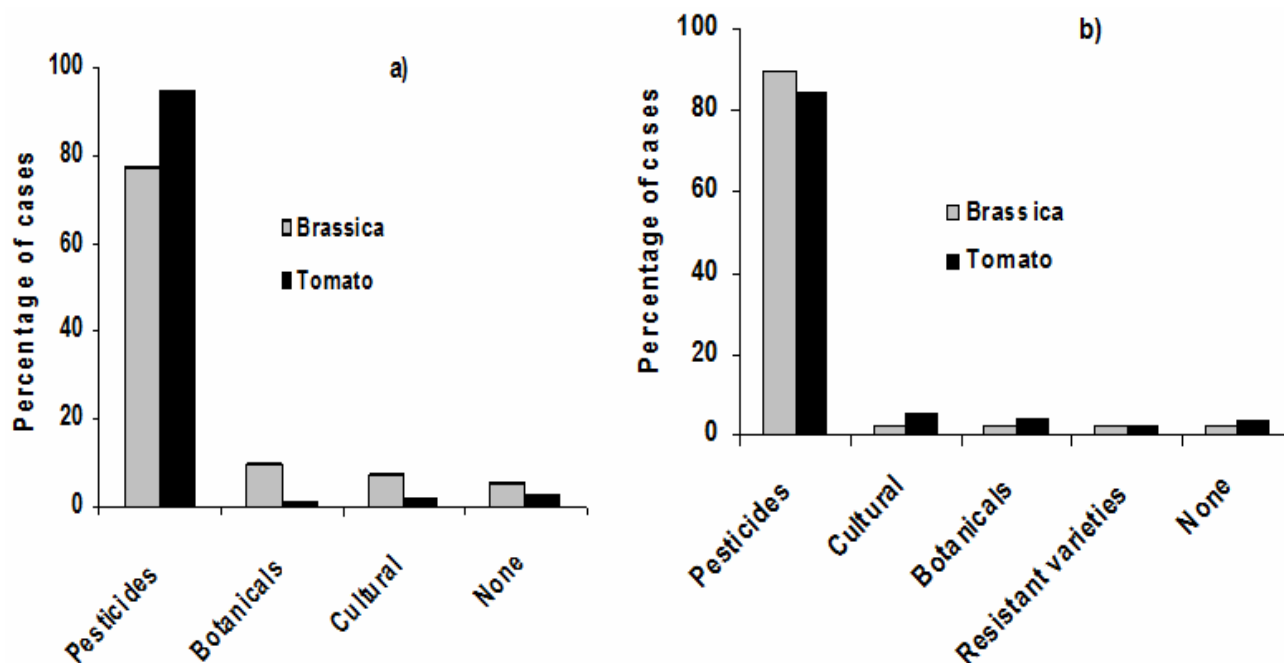 a)
Percentage of cases
100
80
60
40
20
0
Brassica
Tomato
Pesticides
Botanicals
Cultural
None
b)
Percentage of cases
100
80
60
40
20
0
Brassica
Tomato
Pesticides
Cultural
Botanicals
Resistant varieties
None